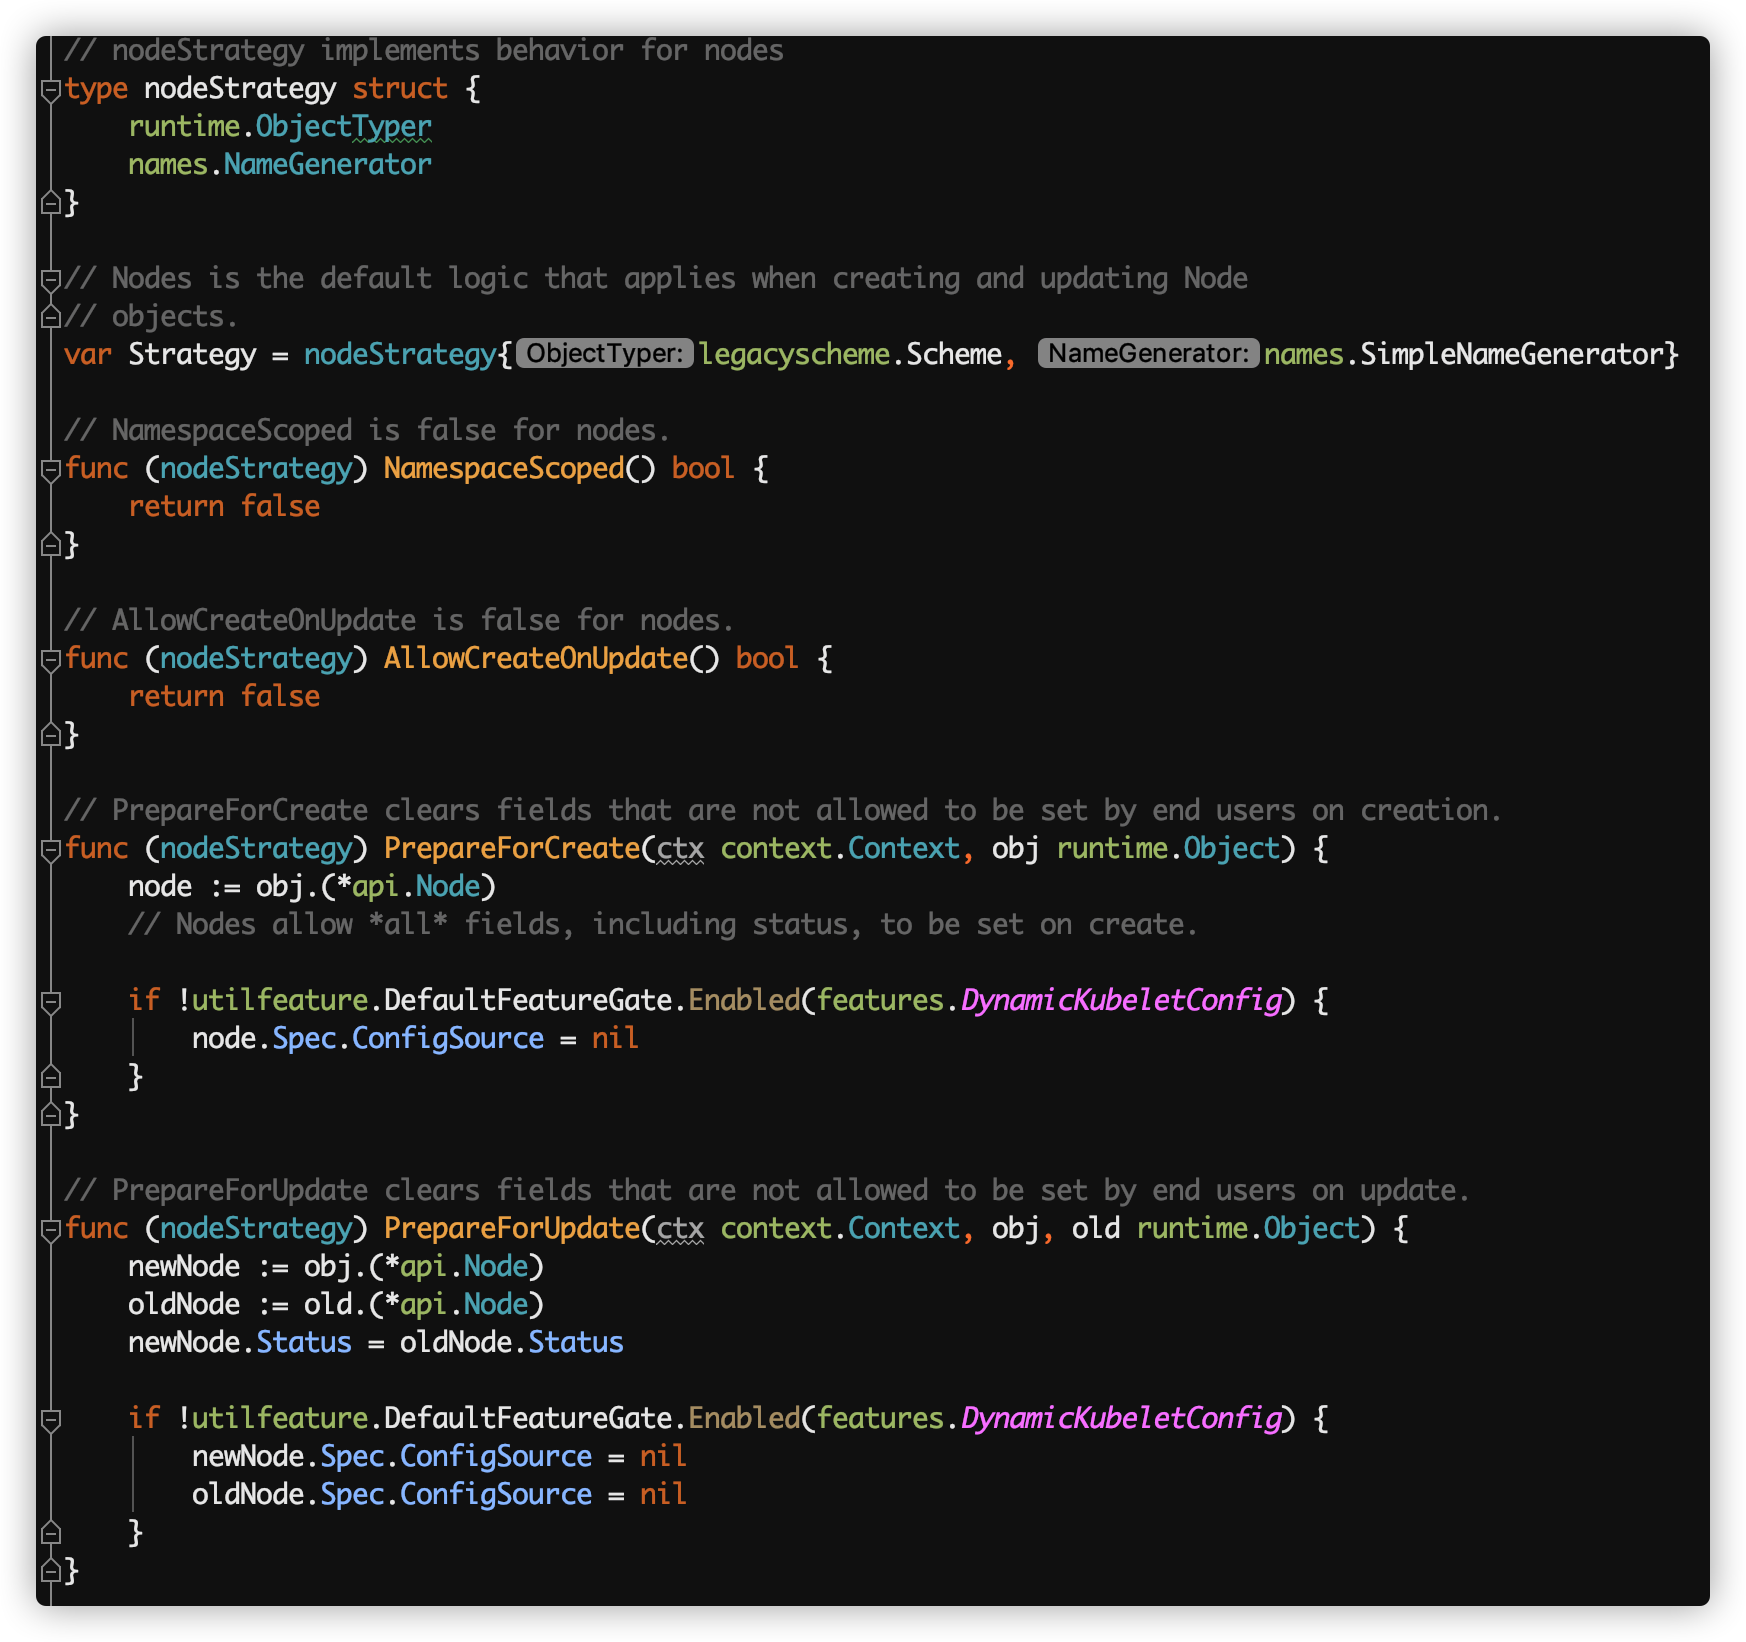 // nodeStrategy implements behavior for nodes
type nodeStrategy struct {
    runtime.ObjectTyper
    names.NameGenerator
}
// Nodes is the default logic that applies when creating and updating Node
// objects.
var Strategy = nodeStrategy{ ObjectTyper: legacyscheme.Scheme, NameGenerator: names.SimpleNameGenerator}
// NamespaceScoped is false for nodes.
func (nodeStrategy) NamespaceScoped() bool {
    return false
}
// AllowCreateOnUpdate is false for nodes.
func (nodeStrategy) AllowCreateOnUpdate() bool {
    return false
}
// PrepareForCreate clears fields that are not allowed to be set by end users on creation.
func (nodeStrategy) PrepareForCreate(ctx context.Context, obj runtime.Object) {
    node := obj.(*api.Node)
    // Nodes allow *all* fields, including status, to be set on create.
    if !utilfeature.DefaultFeatureGate.Enabled(features.DynamicKubeletConfig) {
        node.Spec.ConfigSource = nil
    }
}
// PrepareForUpdate clears fields that are not allowed to be set by end users on update.
func (nodeStrategy) PrepareForUpdate(ctx context.Context, obj, old runtime.Object) {
    newNode := obj.(*api.Node)
    oldNode := old.(*api.Node)
    newNode.Status = oldNode.Status
    if !utilfeature.DefaultFeatureGate.Enabled(features.DynamicKubeletConfig) {
        newNode.Spec.ConfigSource = nil
        oldNode.Spec.ConfigSource = nil
    }
}